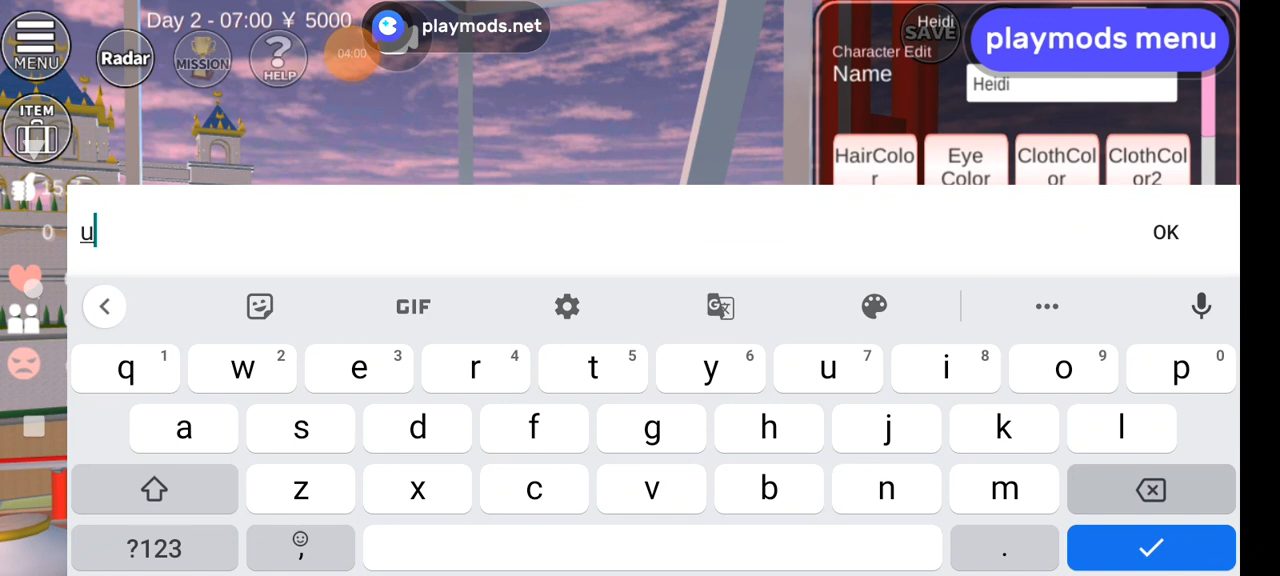 Day 2 - 07:00 ¥ 5000
playmods.net
Heidi
SAVE
playmods menu
MENU
Radar
MISSION
HELP
04:00
Character Edit
Name
Heidi
ITEM
HairColo
r
Eye
Color
ClothCol
or
ClothCol
or2
0
u
OK
GIF
q 1 w 2 e 3 r 4 t 5 y 6 u 7 i 8 o 9 p 0
a s d f g h j k l
z x c v b n m
?123 , .